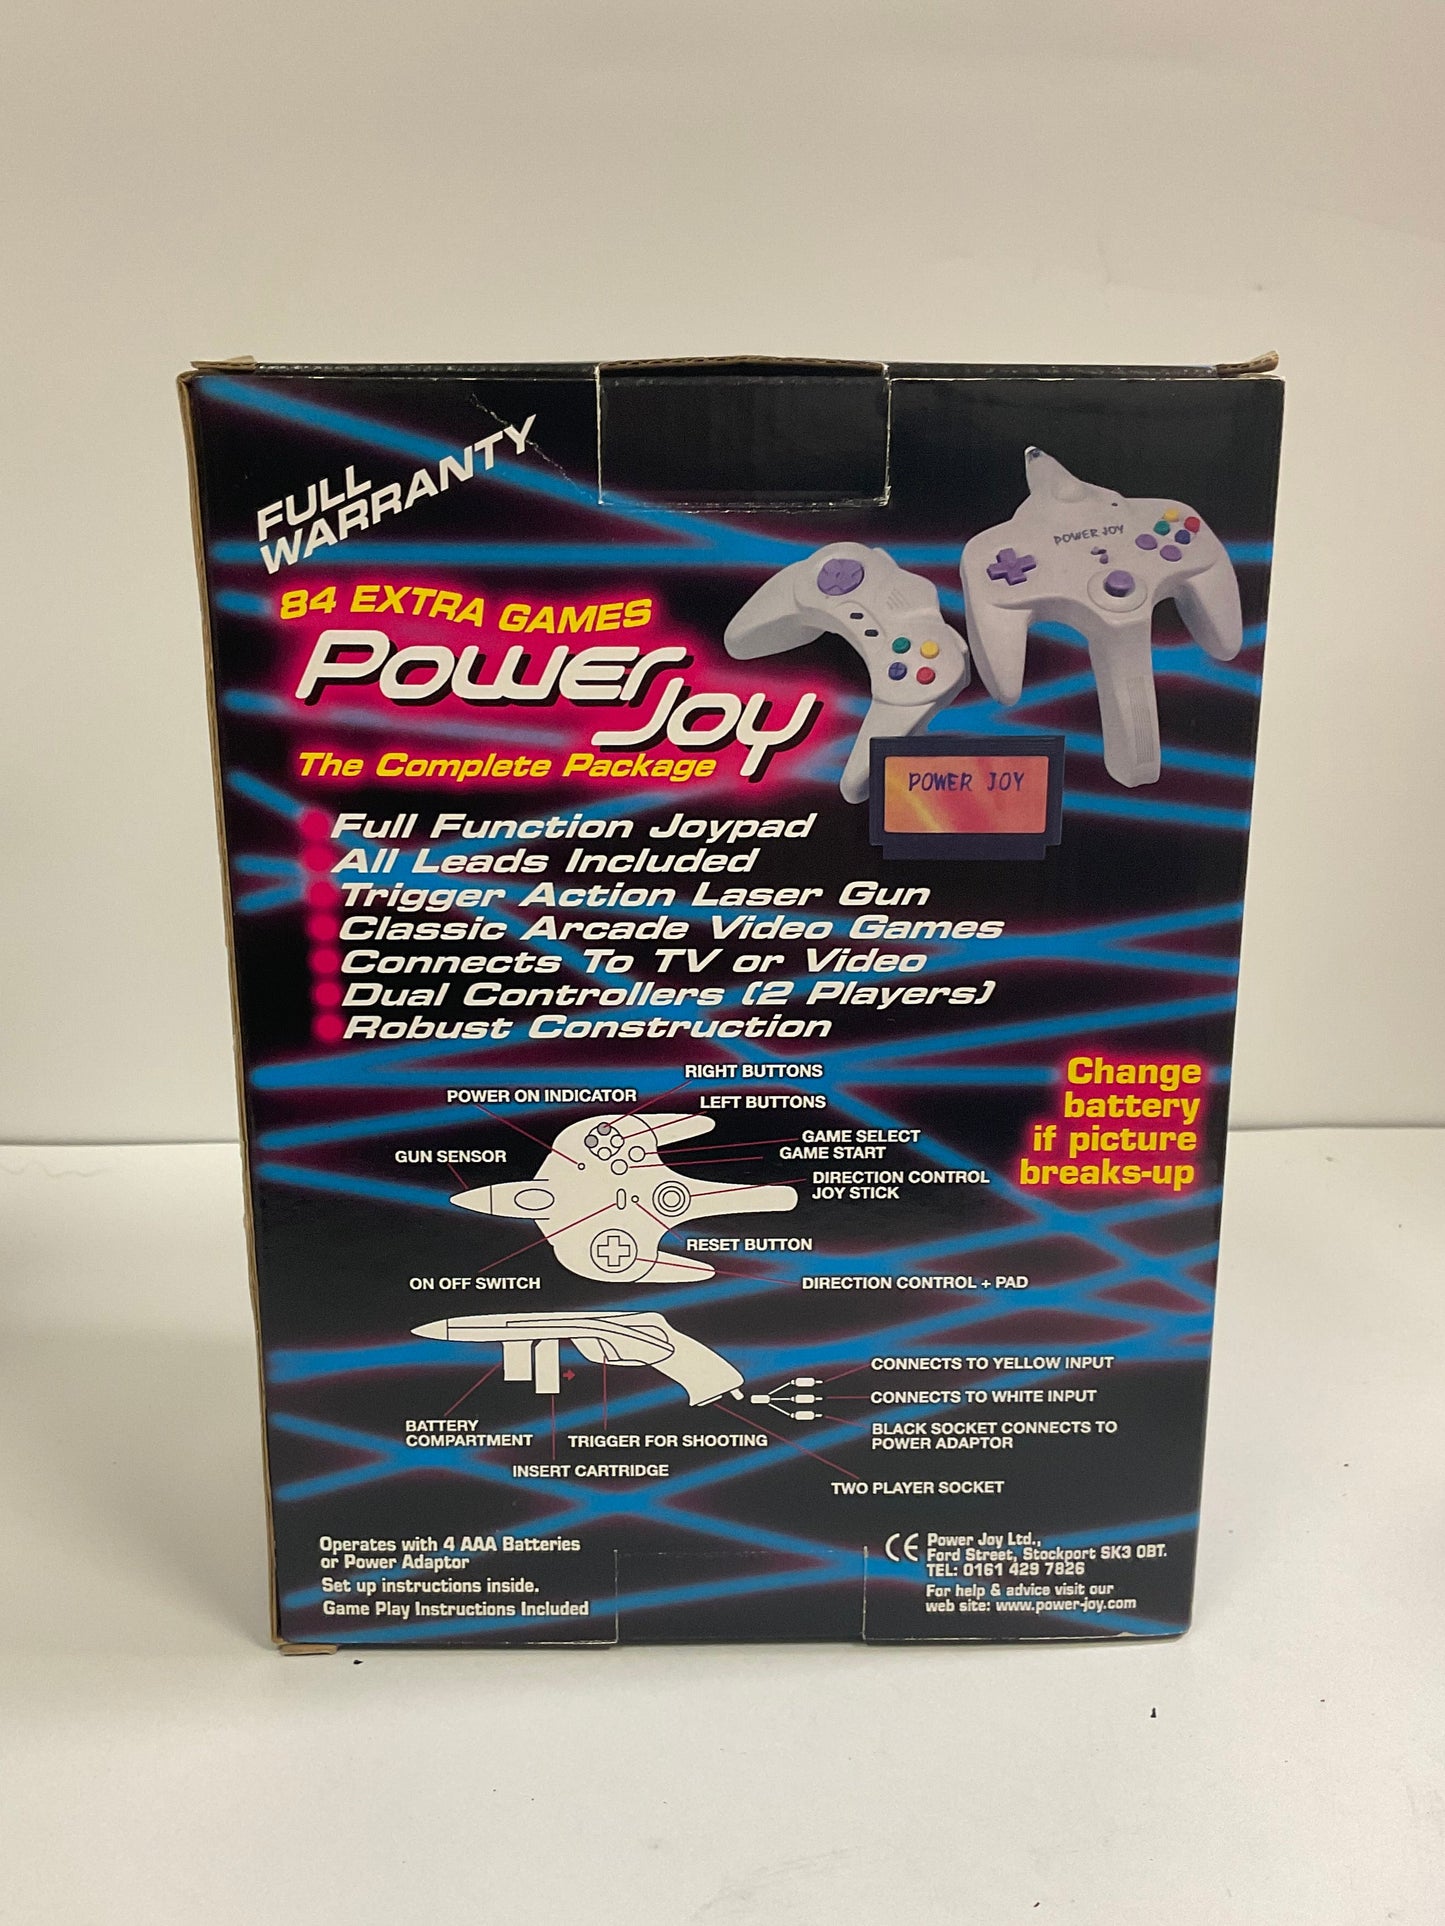 FULL
WARRANTY
84 EXTRA GAMES
Power Joy
The Complete Package
POWER JOY
POWER JOY
Full Function Joypad
All Leads Included
Trigger Action Laser Gun
Classic Arcade Video Games
Connects To TV or Video
Dual Controllers (2 Players)
Robust Construction
Change
battery
if picture
breaks-up
RIGHT BUTTONS
POWER ON INDICATOR
LEFT BUTTONS
GAME SELECT
GAME START
GUN SENSOR
DIRECTION CONTROL
JOY STICK
RESET BUTTON
ON OFF SWITCH
DIRECTION CONTROL + PAD
CONNECTS TO YELLOW INPUT
CONNECTS TO WHITE INPUT
BLACK SOCKET CONNECTS TO
POWER ADAPTOR
BATTERY
COMPARTMENT
TRIGGER FOR SHOOTING
INSERT CARTRIDGE
TWO PLAYER SOCKET
Operates with 4 AAA Batteries
or Power Adaptor
Set up instructions inside.
Game Play Instructions Included
CE
Power Joy Ltd.,
Ford Street, Stockport SK3 0BT.
TEL: 0161 429 7826
For help & advice visit our
web site: www.power-joy.com